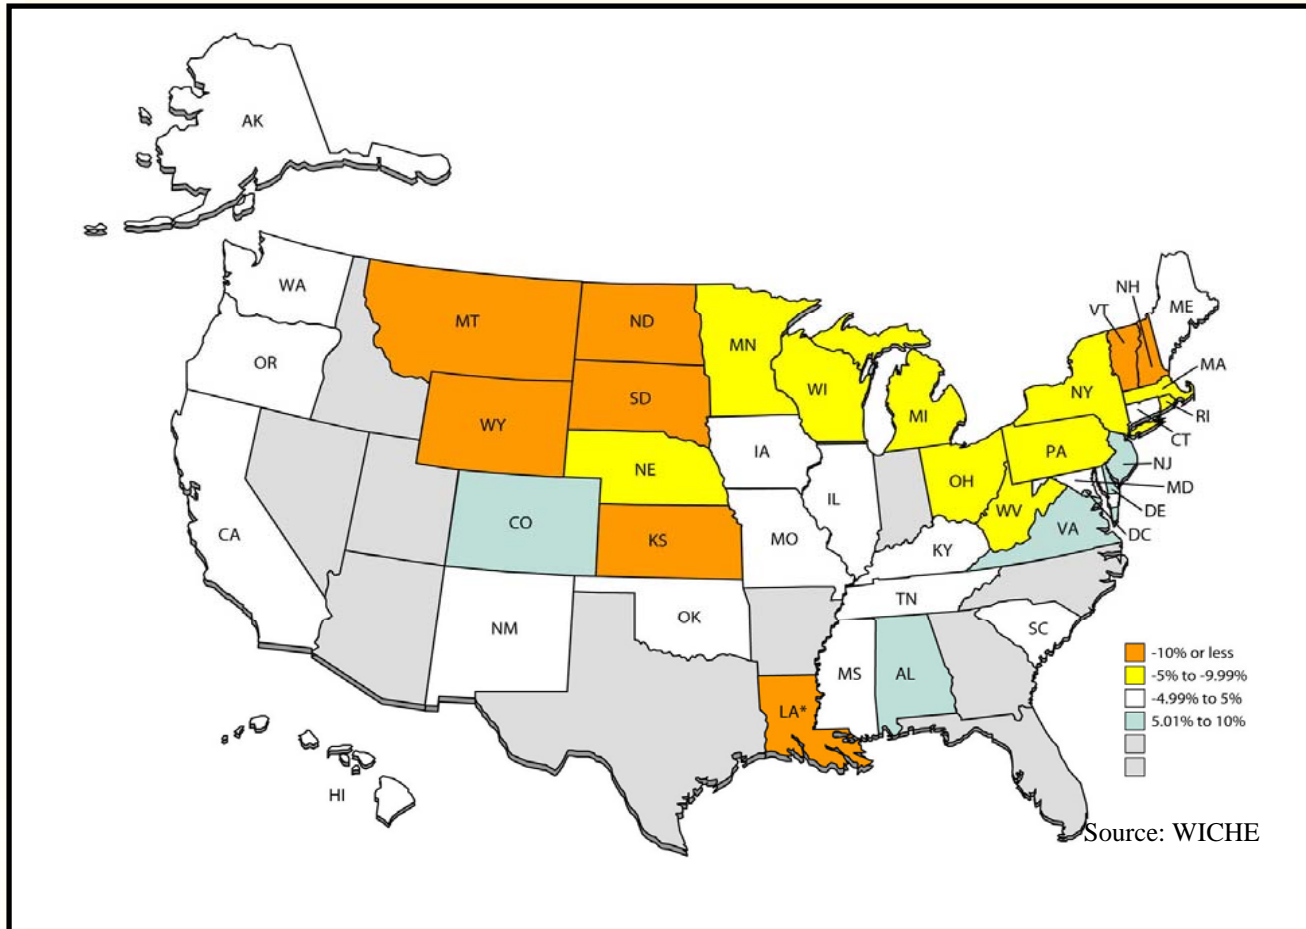 AK
WA
MT
ND
MN
VT
NH
ME
OR
SD
WI
MI
NY
MA
RI
CT
WY
NE
IA
PA
NJ
IL
OH
MD
CO
WV
DE
CA
KS
MO
KY
VA
DC
NM
OK
TN
SC
MS
AL
LA*
HI
-10% or less
-5% to -9.99%
-4.99% to 5%
5.01% to 10%
Source: WICHE